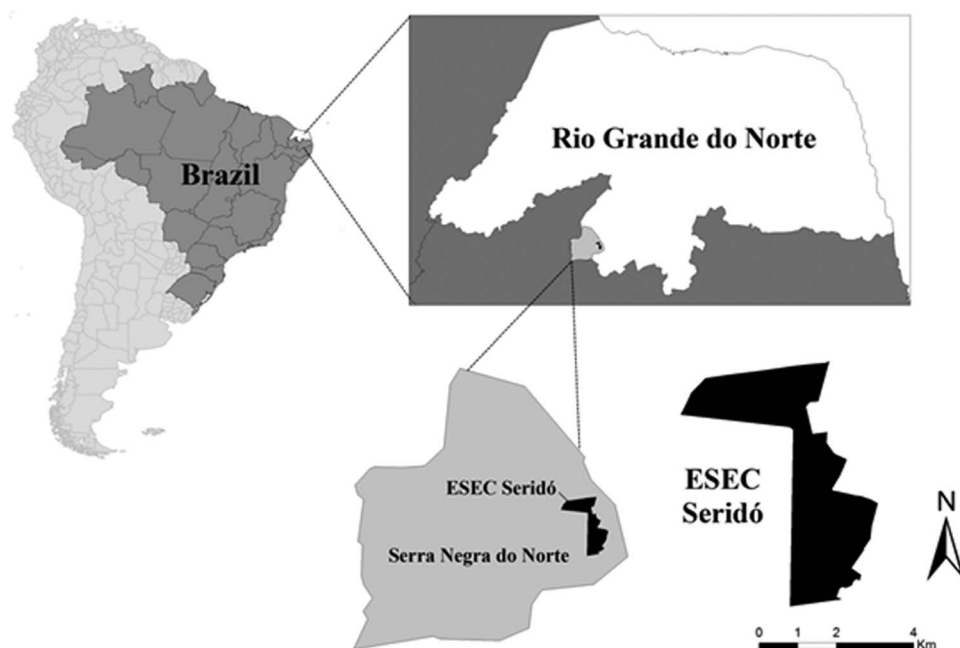 Brazil
Rio Grande do Norte
ESEC Seridó
Serra Negra do Norte
ESEC
Seridó
N
0 1 2 4
Km